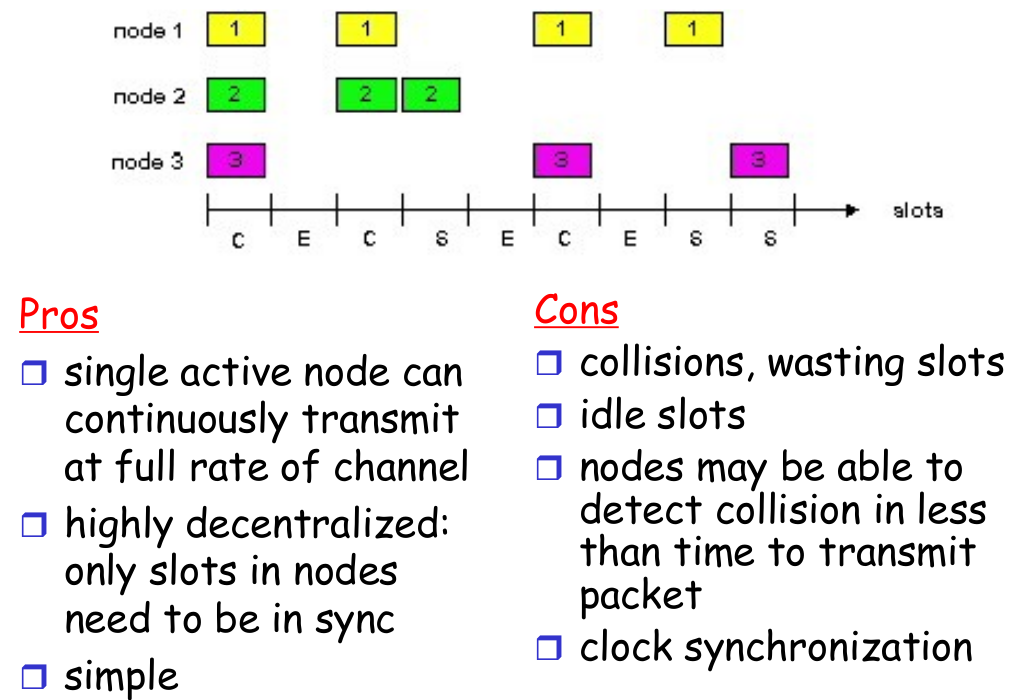 node 1 1 1 1 1
node 2 2 2 2
node 3 3 3 3
slots
C E C S E C E S S
Pros
single active node can
continuously transmit
at full rate of channel
highly decentralized:
only slots in nodes
need to be in sync
simple
Cons
collisions, wasting slots
idle slots
nodes may be able to
detect collision in less
than time to transmit
packet
clock synchronization